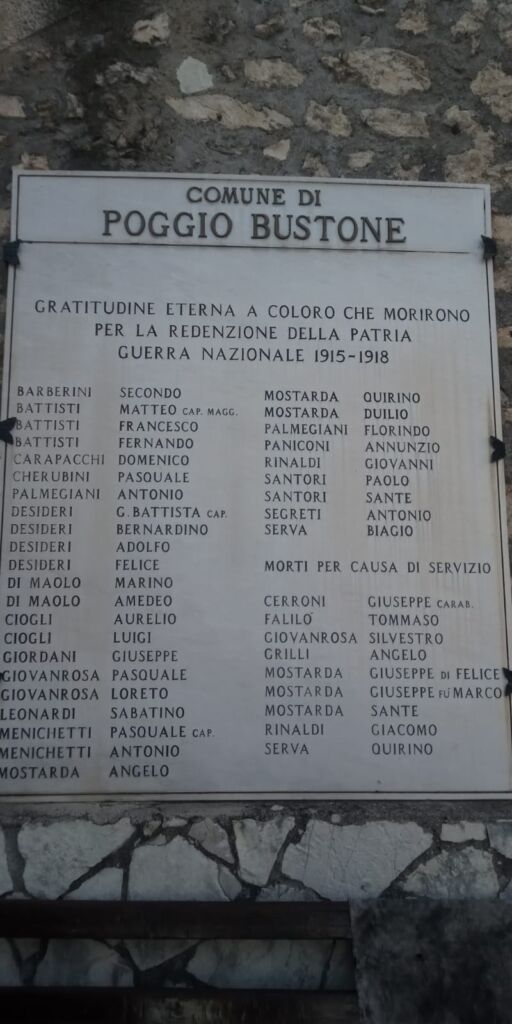 COMUNE DI
POGGIO BUSTONE
GRATITUDINE ETERNA A COLORO CHE MORIRONO
PER LA REDENZIONE DELLA PATRIA
GUERRA NAZIONALE 1915-1918
BARBERINI SECONDO
BATTISTI MATTEO CAP. MAGG.
BATTISTI FRANCESCO
BATTISTI FERNANDO
CARAPACCHI DOMENICO
CHERUBINI PASQUALE
PALMEGIANI ANTONIO
DESIDERI G. BATTISTA CAP.
DESIDERI BERNARDINO
DESIDERI ADOLFO
DESIDERI FELICE
DI MAOLO MARINO
DI MAOLO AMEDEO
CIOGLI AURELIO
CIOGLI LUIGI
GIORDANI GIUSEPPE
GIOVANROSA PASQUALE
GIOVANROSA LORETO
LEONARDI SABATINO
MENICHETTI PASQUALE CAP.
MENICHETTI ANTONIO
MOSTARDA ANGELO
MOSTARDA QUIRINO
MOSTARDA DUILIO
PALMEGIANI FLORINDO
PANICONI ANNUNZIO
RINALDI GIOVANNI
SANTORI PAOLO
SANTORI SANTE
SEGRETI ANTONIO
SERVA BIAGIO
MORTI PER CAUSA DI SERVIZIO
CERRONI GIUSEPPE CARAB.
FALILO' TOMMASO
GIOVANROSA SILVESTRO
GRILLI ANGELO
MOSTARDA GIUSEPPE DI FELICE
MOSTARDA GIUSEPPE FÙ MARCO
MOSTARDA SANTE
RINALDI GIACOMO
SERVA QUIRINO